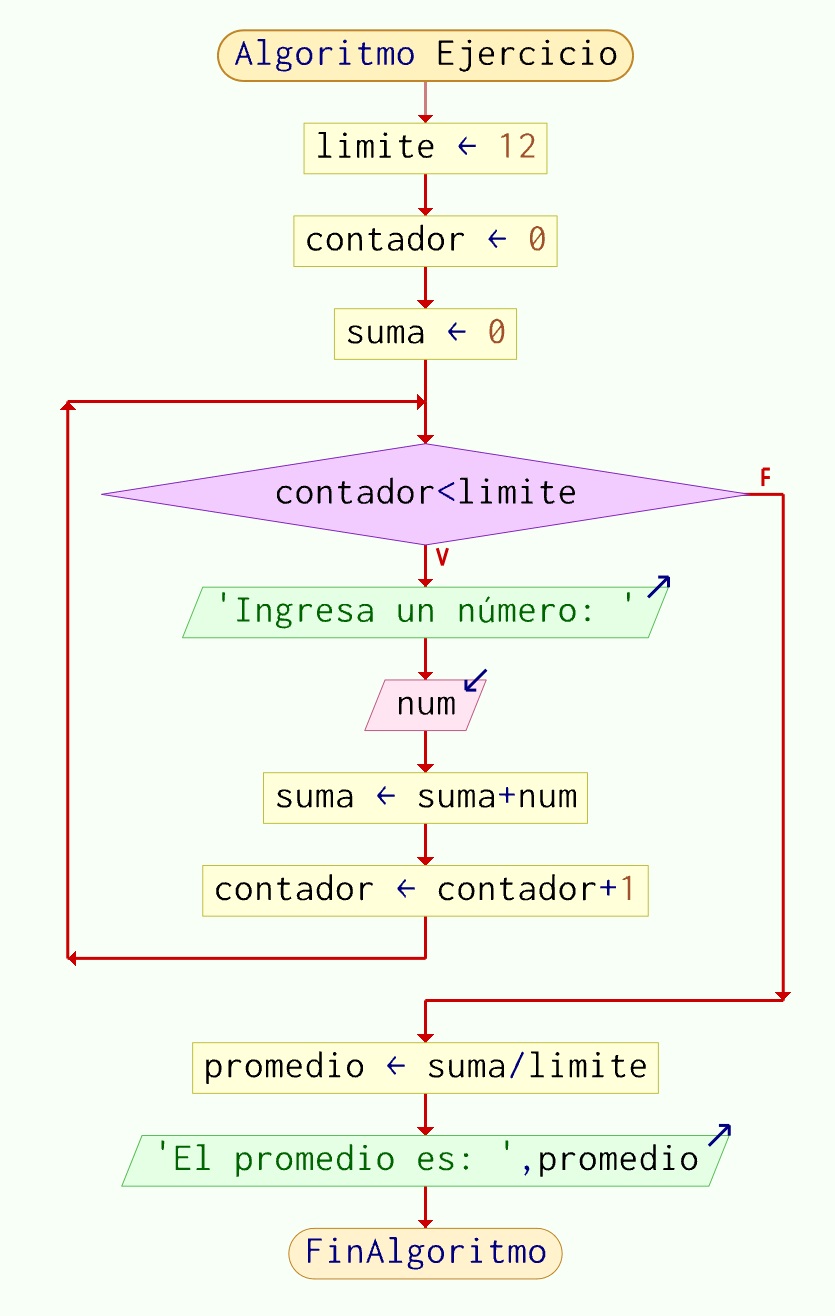 Algoritmo Ejercicio
limite ← 12
contador ← 0
suma ← 0
contador<limite
F
V
'Ingresa un número: '
num
suma ← suma+num
contador ← contador+1
promedio ← suma/limite
'El promedio es: ',promedio
FinAlgoritmo